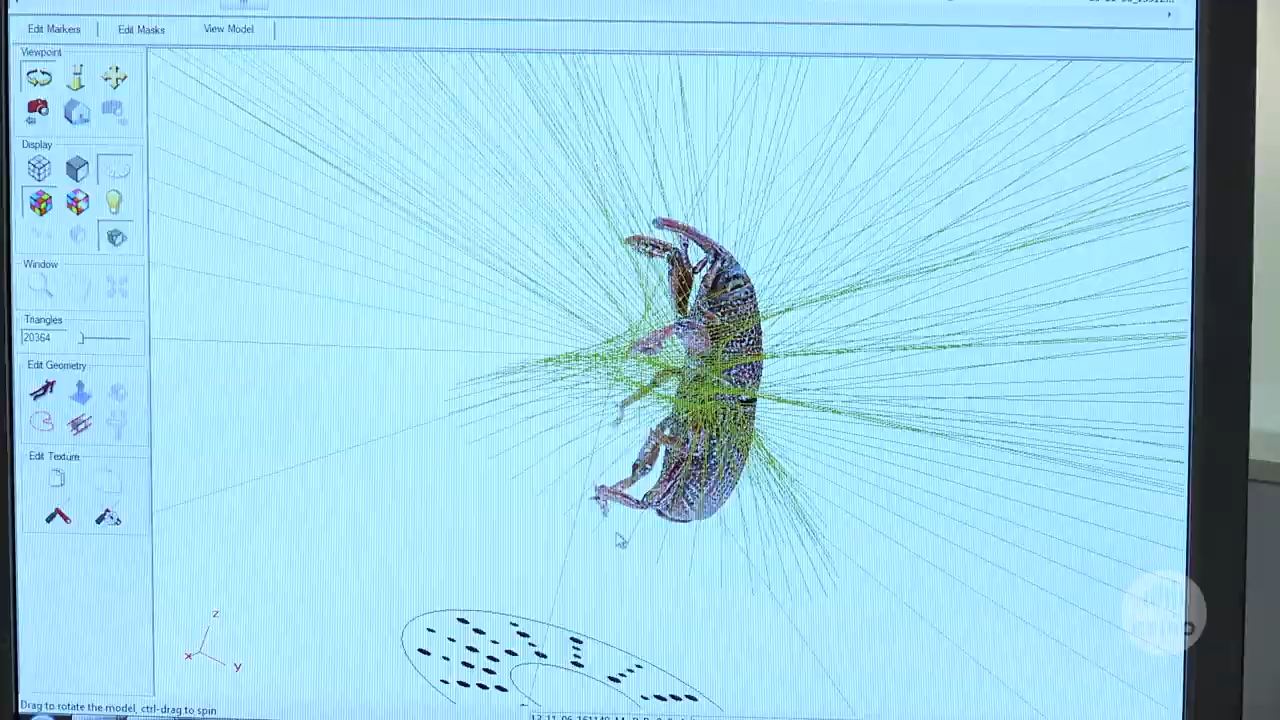 Edit Markers
Edit Masks
View Model
Viewpoint
Display
Window
Triangles
20364
Edit Geometry
Edit Texture
z
x
y
Drag to rotate the model, ctrl-drag to spin